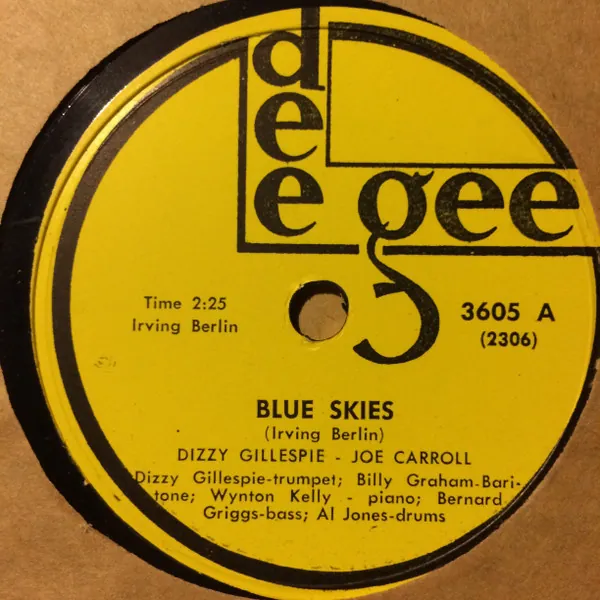 dee gee
Time 2:25
Irving Berlin
3605 A
(2306)
BLUE SKIES
(Irving Berlin)
DIZZY GILLESPIE - JOE CARROLL
Dizzy Gillespie-trumpet; Billy Graham-Bari-
tone; Wynton Kelly - piano; Bernard
Griggs-bass; Al Jones-drums